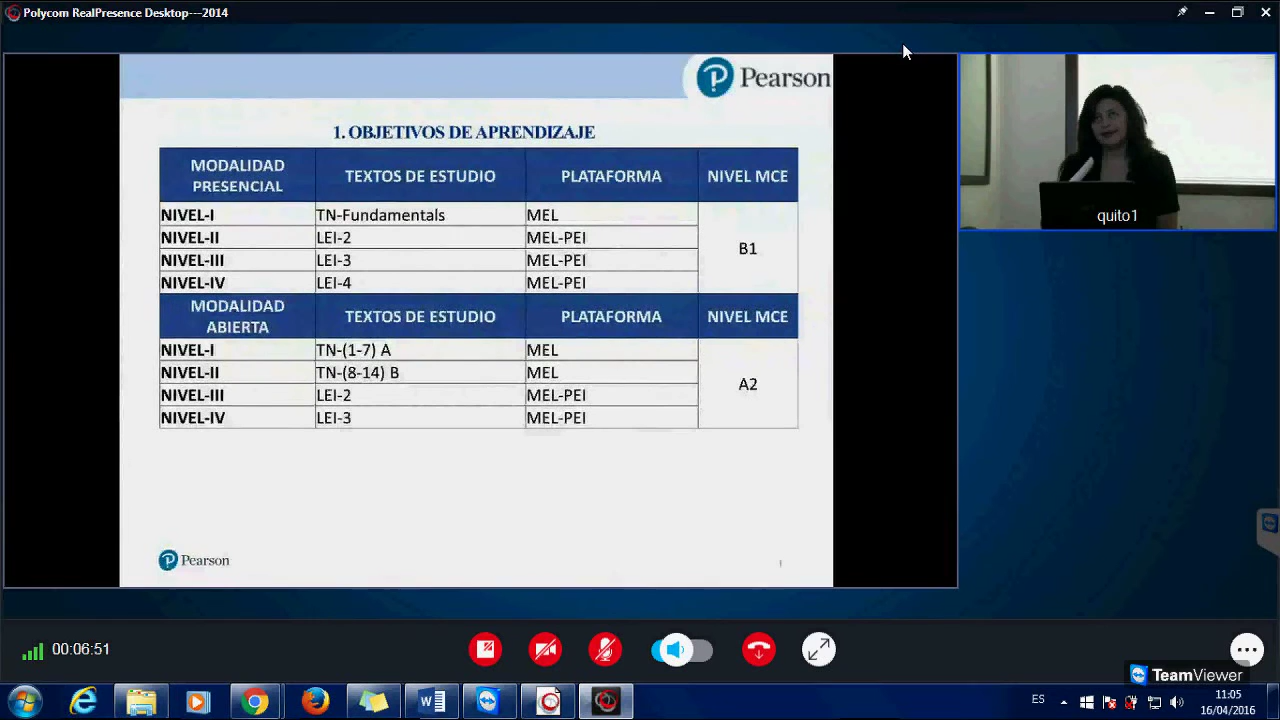 Polycom RealPresence Desktop---2014
Pearson
1. OBJETIVOS DE APRENDIZAJE
MODALIDAD PRESENCIAL TEXTOS DE ESTUDIO PLATAFORMA NIVEL MCE
NIVEL-I TN-Fundamentals MEL
NIVEL-II LEI-2 MEL-PEI
B1
NIVEL-III LEI-3 MEL-PEI
NIVEL-IV LEI-4 MEL-PEI
MODALIDAD ABIERTA TEXTOS DE ESTUDIO PLATAFORMA NIVEL MCE
NIVEL-I TN-(1-7) A MEL
NIVEL-II TN-(8-14) B MEL
A2
NIVEL-III LEI-2 MEL-PEI
NIVEL-IV LEI-3 MEL-PEI
Pearson
1
quito1
00:06:51
TeamViewer
ES
11:05
16/04/2016